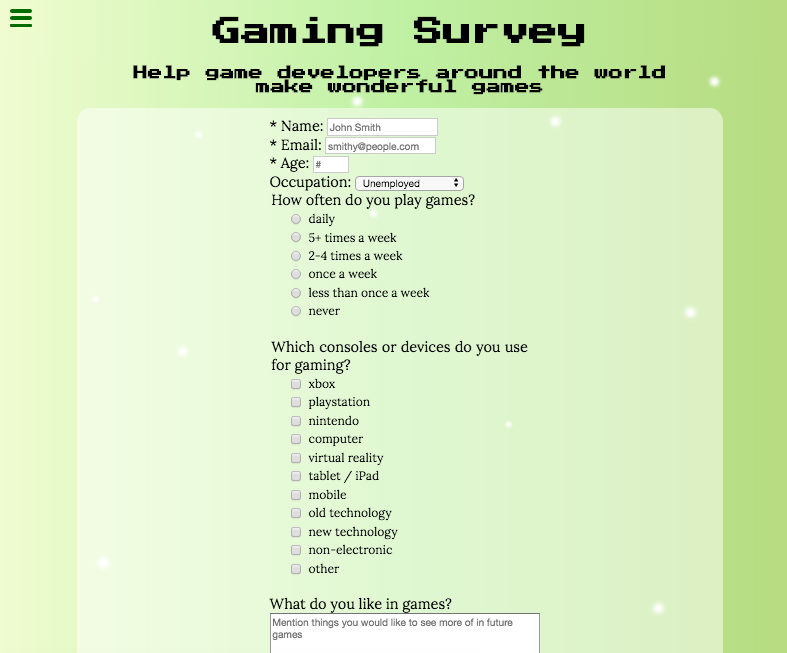 Gaming Survey
Help game developers around the world
make wonderful games
* Name: John Smith
* Email: smithy@people.com
* Age: #
Occupation: Unemployed
How often do you play games?
daily
5+ times a week
2-4 times a week
once a week
less than once a week
never
Which consoles or devices do you use
for gaming?
xbox
playstation
nintendo
computer
virtual reality
tablet / iPad
mobile
old technology
new technology
non-electronic
other
What do you like in games?
Mention things you would like to see more of in future
games